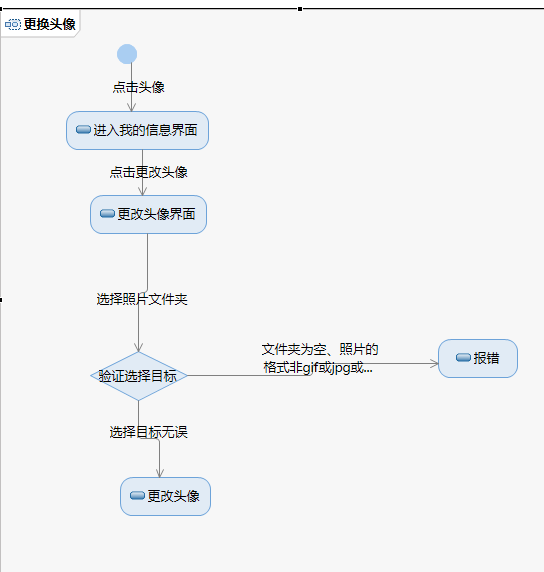 更换头像
点击头像
进入我的信息界面
点击更改头像
更改头像界面
选择照片文件夹
验证选择目标
文件夹为空、照片的
格式非gif或jpg或...
报错
选择目标无误
更改头像